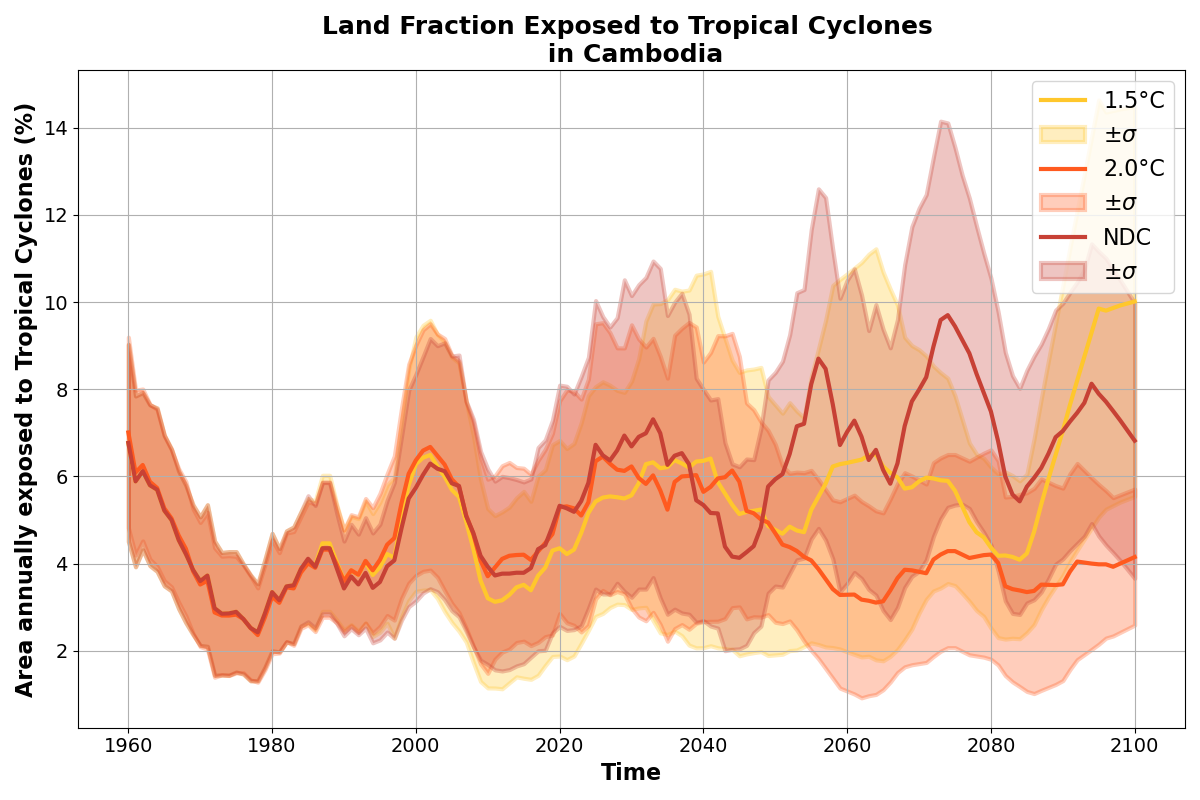 Land Fraction Exposed to Tropical Cyclones
in Cambodia
Area annually exposed to Tropical Cyclones (%)
14
12
10
8
6
4
2
1.5°C
±σ
2.0°C
±σ
NDC
±σ
1960 1980 2000 2020 2040 2060 2080 2100
Time